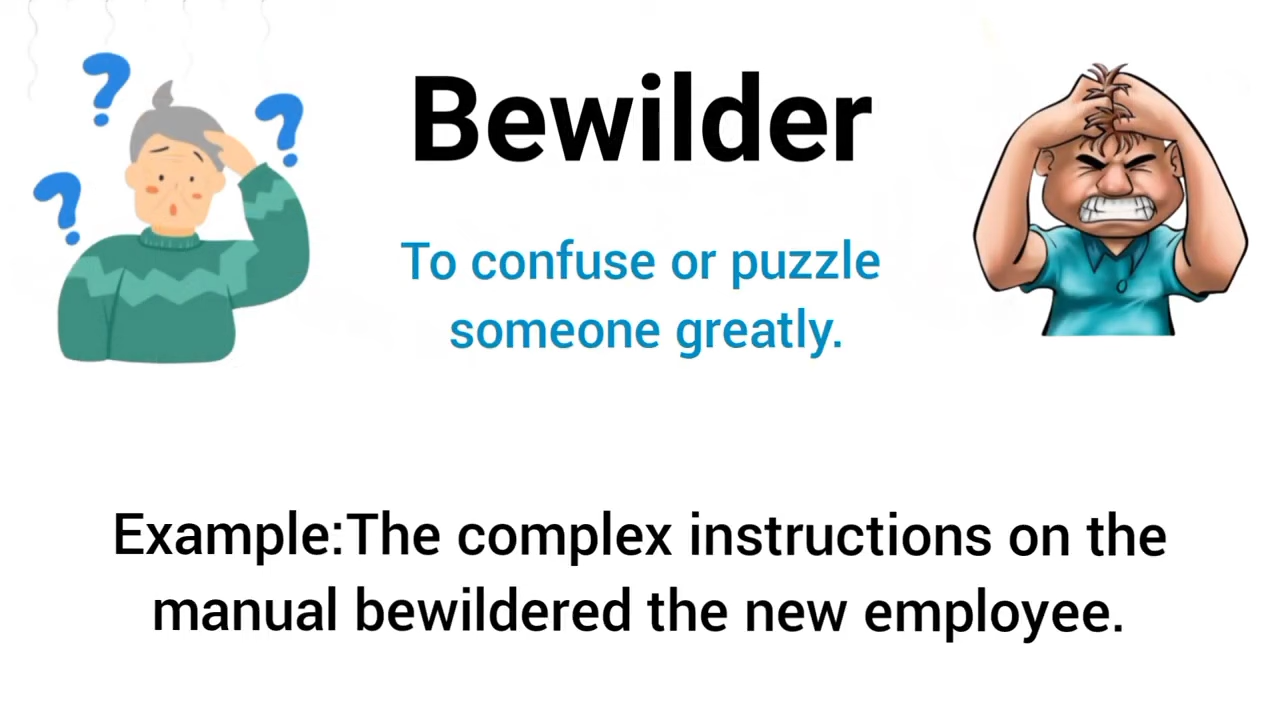 Bewilder
To confuse or puzzle
someone greatly.
Example:The complex instructions on the
manual bewildered the new employee.